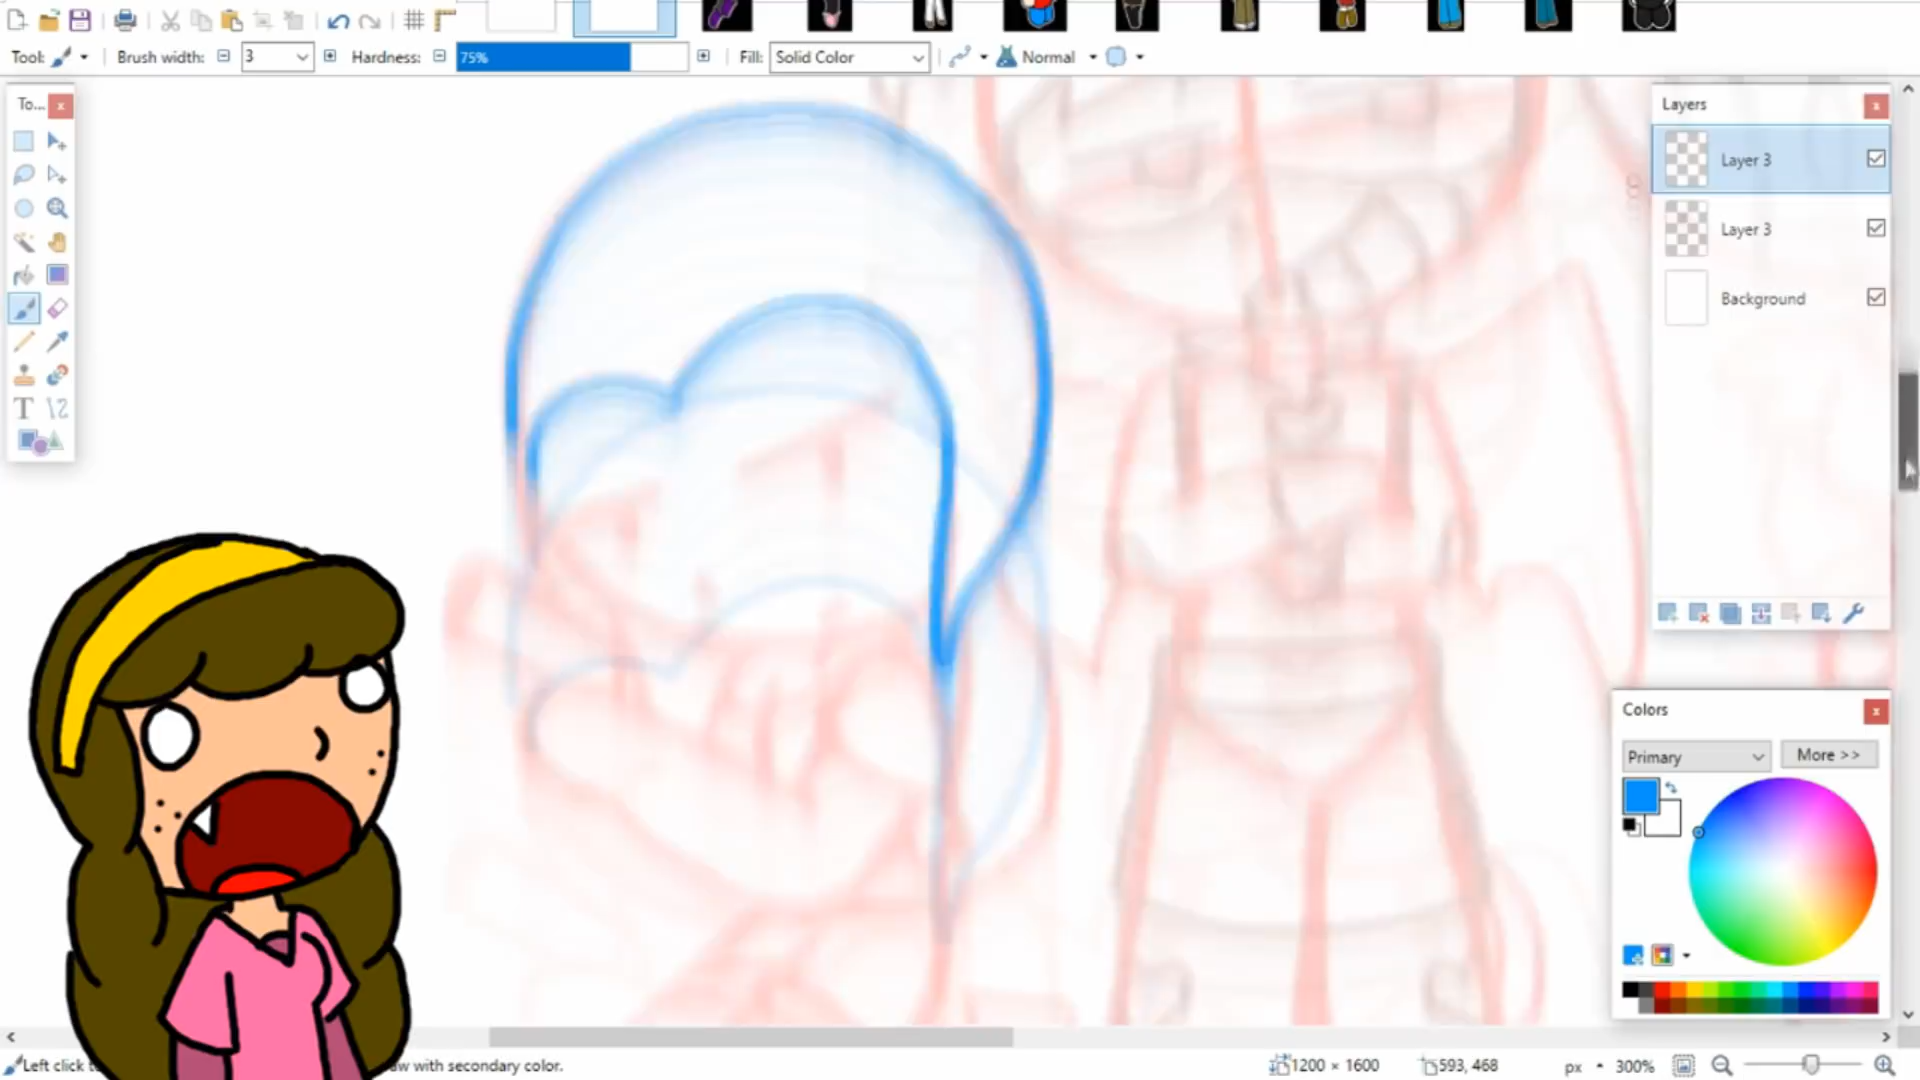 Tool:
Brush width:
3
Hardness:
75%
Fill:
Solid Color
Normal
To...
Layers
Layer 3
Layer 3
Background
Colors
Primary
More >>
Left click t
aw with secondary color.
1200 × 1600
593, 468
px
300%